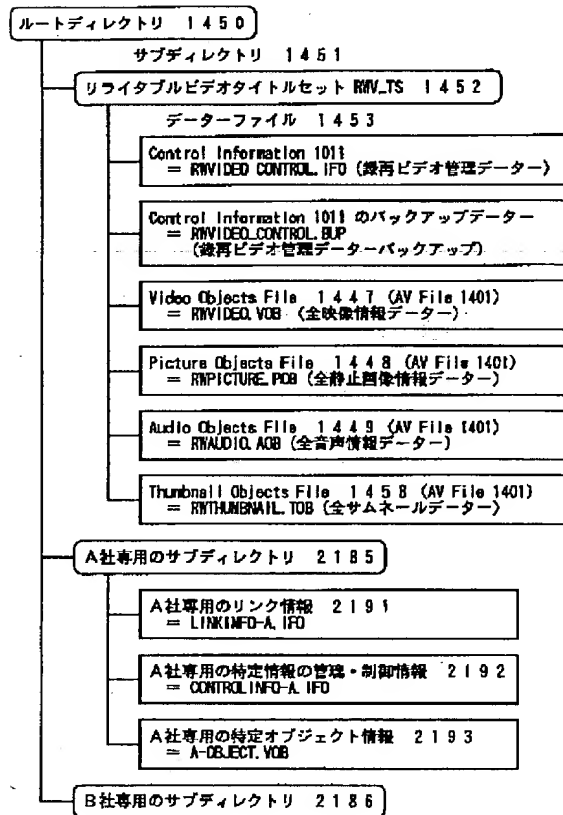 ルートディレクトリ 1450
サブディレクトリ 1451
リライタブルビデオタイトルセット RWV_TS 1452
データーファイル 1453
Control Information 1011
= RWVIDEO CONTROL.IFO (録再ビデオ管理データー)
Control Information 1011 のバックアップデーター
= RWVIDEO_CONTROL.BUP
(録再ビデオ管理データーバックアップ)
Video Objects File 1447 (AV File 1401)
= RWVIDEO.VOB (全映像情報データー)
Picture Objects File 1448 (AV File 1401)
= RWPICTURE.POB (全静止画像情報データー)
Audio Objects File 1449 (AV File 1401)
= RWAUDIO.AOB (全音声情報データー)
Thumbnail Objects File 1458 (AV File 1401)
= RWTHUMBNAIL.TOB (全サムネールデーター)
A社専用のサブディレクトリ 2185
A社専用のリンク情報 2191
= LINKINFO-A.IFO
A社専用の特定情報の管理・制御情報 2192
= CONTROLINFO-A.IFO
A社専用の特定オブジェクト情報 2193
= A-OBJECT.VOB
B社専用のサブディレクトリ 2186